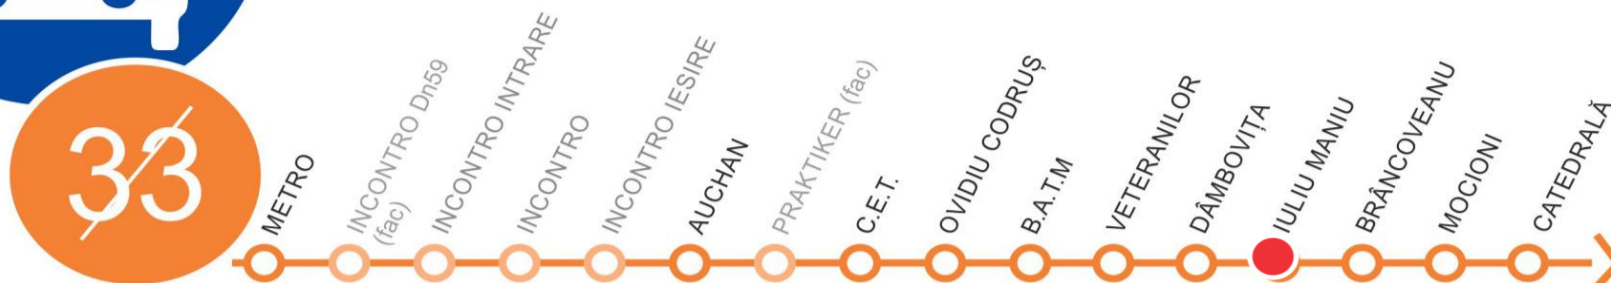 33
METRO
INCONTRO Dn59
(fac)
INCONTRO INTRARE
INCONTRO
INCONTRO IESIRE
AUCHAN
PRAKTIKER (fac)
C.E.T.
OVIDIU CODRUȘ
B.A.T.M
VETERANILOR
DÂMBOVIȚA
IULIU MANIU
BRÂNCOVEANU
MOCIONI
CATEDRALĂ